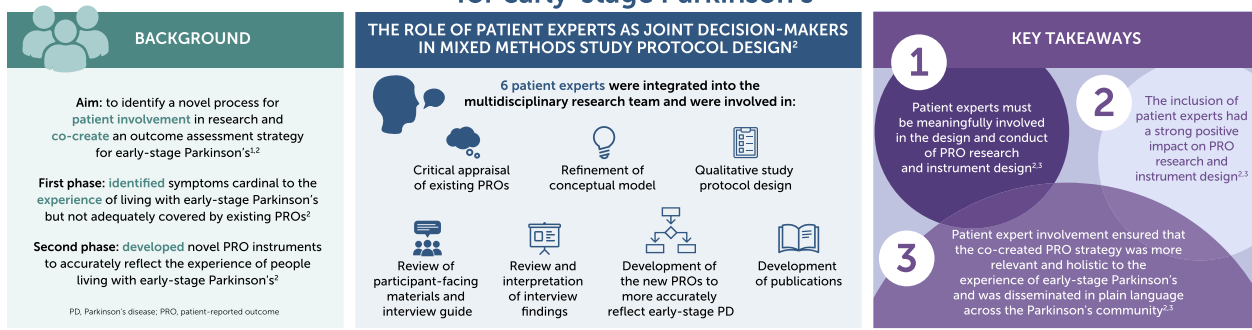 for early-stage Parkinson's
BACKGROUND
Aim: to identify a novel process for
patient involvement in research and
co-create an outcome assessment strategy
for early-stage Parkinson's1,2
First phase: identified symptoms cardinal to the
experience of living with early-stage Parkinson's
but not adequately covered by existing PROs2
Second phase: developed novel PRO instruments
to accurately reflect the experience of people
living with early-stage Parkinson's2
PD, Parkinson's disease; PRO, patient-reported outcome
THE ROLE OF PATIENT EXPERTS AS JOINT DECISION-MAKERS
IN MIXED METHODS STUDY PROTOCOL DESIGN2
6 patient experts were integrated into the
multidisciplinary research team and were involved in:
Critical appraisal
of existing PROs
Refinement of
conceptual model
Qualitative study
protocol design
Review of
participant-facing
materials and
interview guide
Review and
interpretation
of interview
findings
Development of
the new PROs to
more accurately
reflect early-stage PD
Development
of publications
KEY TAKEAWAYS
1
Patient experts must
be meaningfully involved
in the design and conduct
of PRO research
and instrument design2,3
2
The inclusion of
patient experts had
a strong positive
impact on PRO
research and
instrument design2,3
3
Patient expert involvement ensured that
the co-created PRO strategy was more
relevant and holistic to the
experience of early-stage Parkinson's
and was disseminated in plain language
across the Parkinson's community2,3